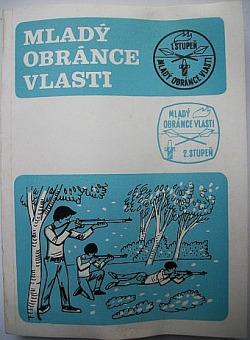 MLADÝ
OBRÁNCE
VLASTI
1. STUPEŇ
MLADÝ OBRÁNCE VLASTI
MLADÝ
OBRÁNCE VLASTI
2. STUPEŇ